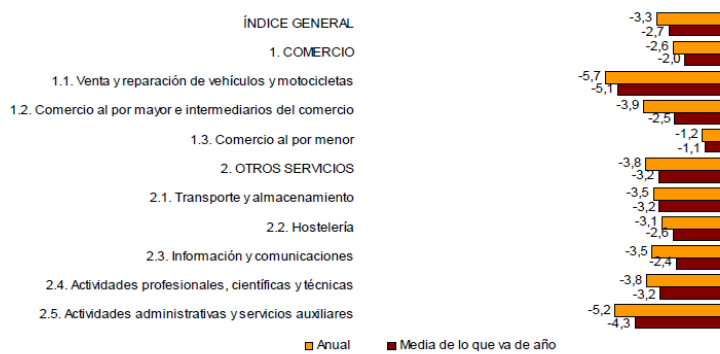 ÍNDICE GENERAL
-3,3
-2,7
1. COMERCIO
-2,6
-2,0
1.1. Venta y reparación de vehículos y motocicletas
-5,7
-5,1
1.2. Comercio al por mayor e intermediarios del comercio
-3,9
-2,5
1.3. Comercio al por menor
-1,2
-1,1
2. OTROS SERVICIOS
-3,8
-3,2
2.1. Transporte y almacenamiento
-3,5
-3,2
2.2. Hostelería
-3,1
-2,6
2.3. Información y comunicaciones
-3,5
-2,4
2.4. Actividades profesionales, científicas y técnicas
-3,8
-3,2
2.5. Actividades administrativas y servicios auxiliares
-5,2
-4,3
Anual Media de lo que va de año